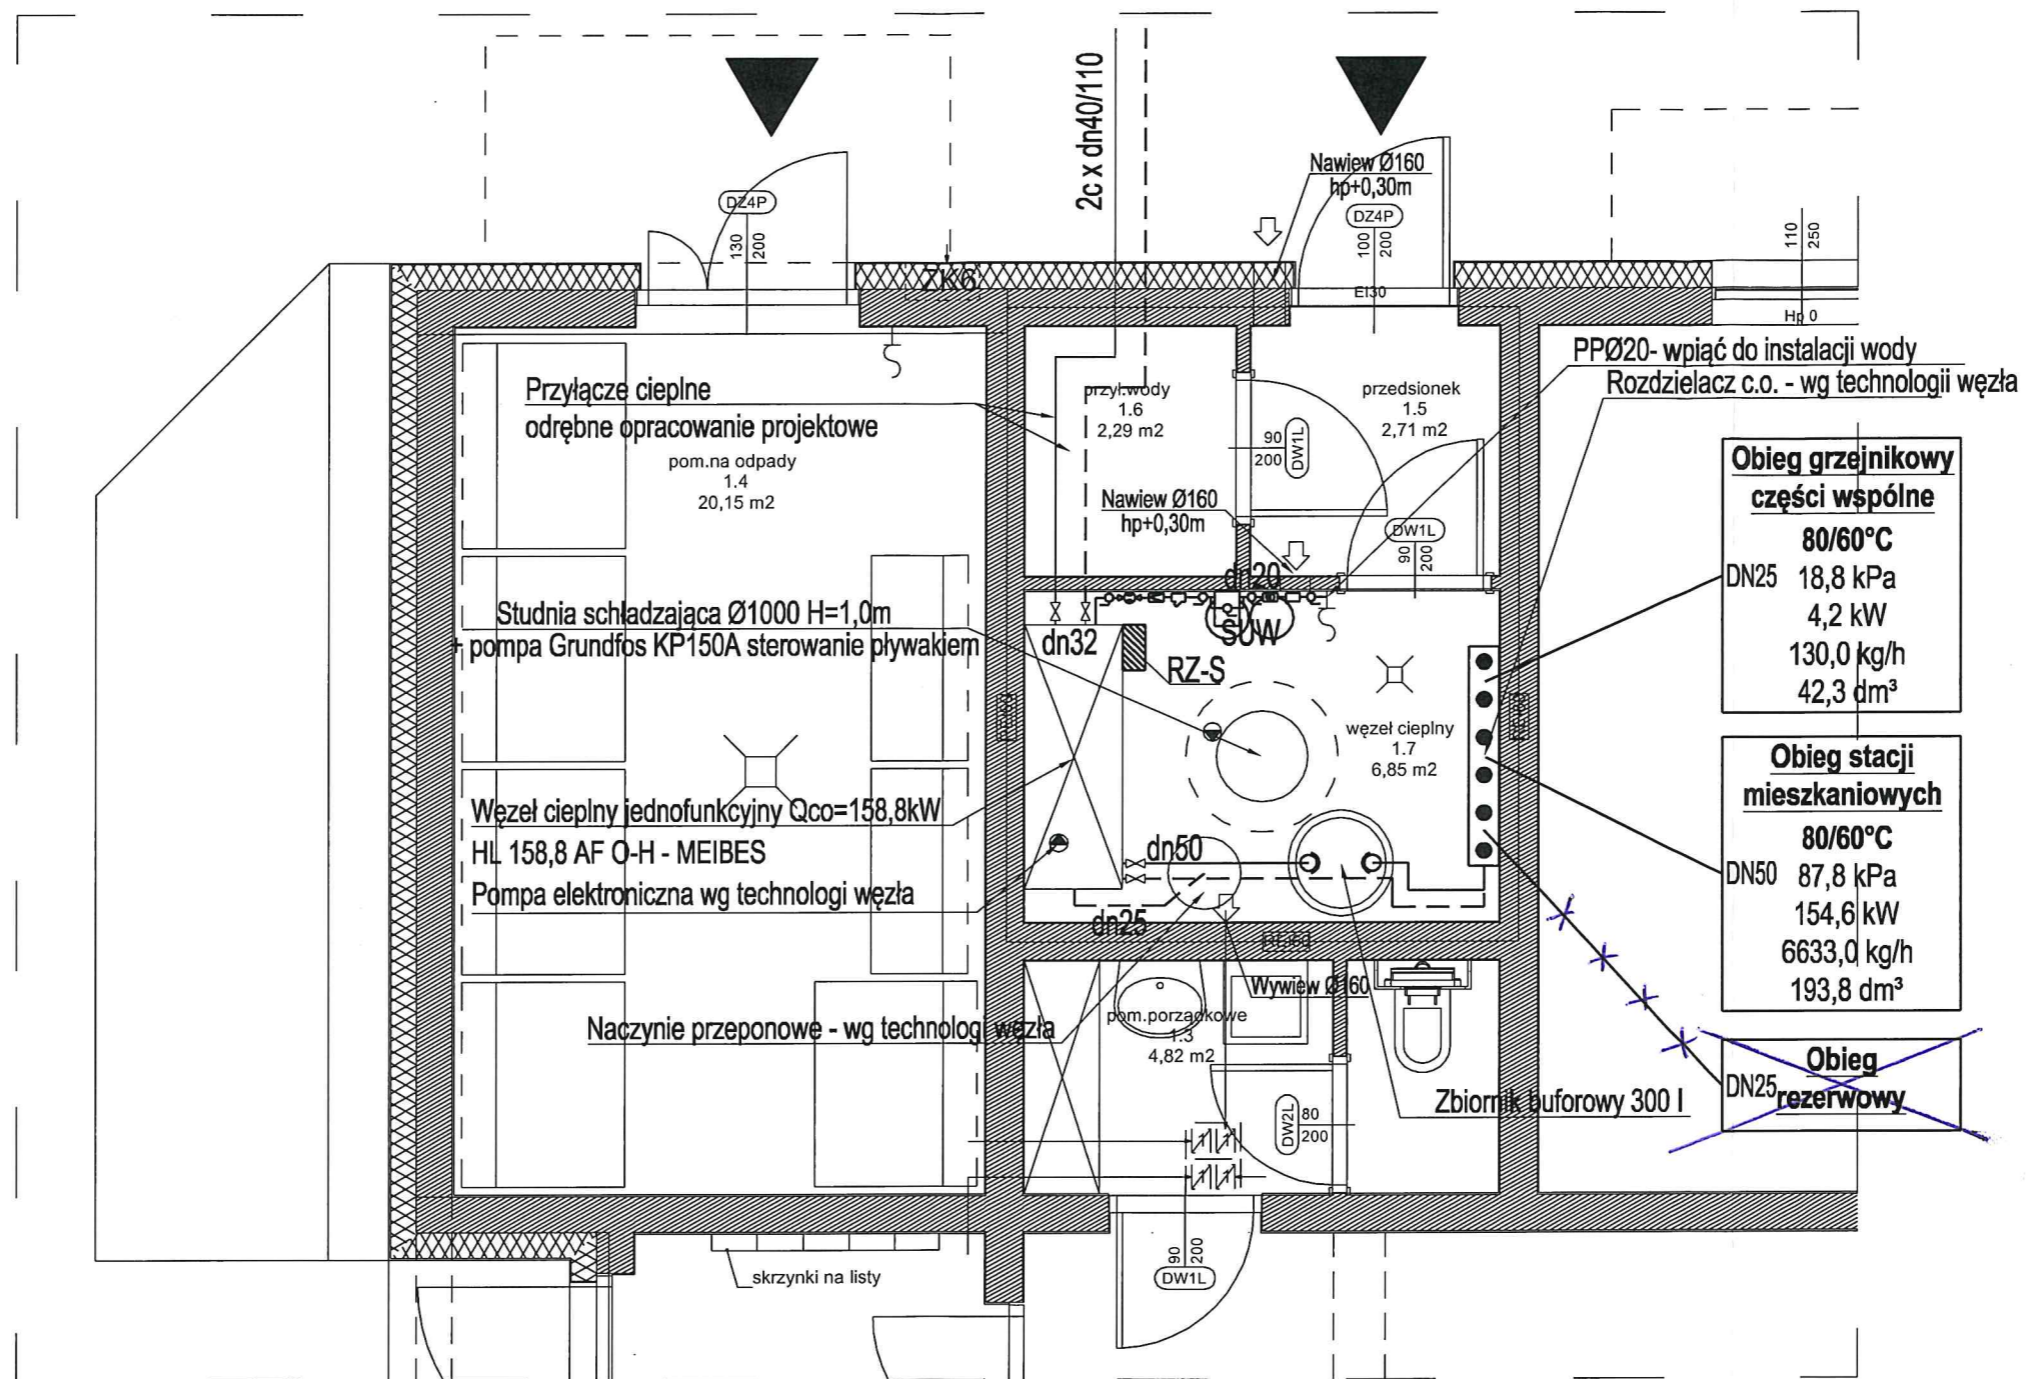 2c x dn40/110
Nawiew Ø160
hp+0,30m
DZ4P
130
200
DZ4P
100
200
110
250
ZK6
EI30
Hp 0
PPØ20- wpiąć do instalacji wody
Rozdzielacz c.o. - wg technologii węzła
Przyłącze cieplne
odrębne opracowanie projektowe
pom.na odpady
1.4
20,15 m2
przył.wody
1.6
2,29 m2
przedsionek
1.5
2,71 m2
90
200
DW1L
Nawiew Ø160
hp+0,30m
DW1L
90
200
Obieg grzejnikowy
części wspólne
80/60°C
DN25 18,8 kPa
4,2 kW
130,0 kg/h
42,3 dm³
dn20
Studnia schładzająca Ø1000 H=1,0m
+ pompa Grundfos KP150A sterowanie pływakiem
dn32
SUW
RZ-S
węzeł cieplny
1.7
6,85 m2
Obieg stacji
mieszkaniowych
80/60°C
DN50 87,8 kPa
154,6 kW
6633,0 kg/h
193,8 dm³
Węzeł cieplny jednofunkcyjny Qco=158,8kW
HL 158,8 AF O-H - MEIBES
Pompa elektroniczna wg technologi węzła
dn50
dn25
REI60
Wywiew Ø160
Naczynie przeponowe - wg technologi węzła
pom.porządkowe
1.3
4,82 m2
Obieg
DN25 rezerwowy
Zbiornik buforowy 300 l
DW2L
80
200
90
200
DW1L
skrzynki na listy